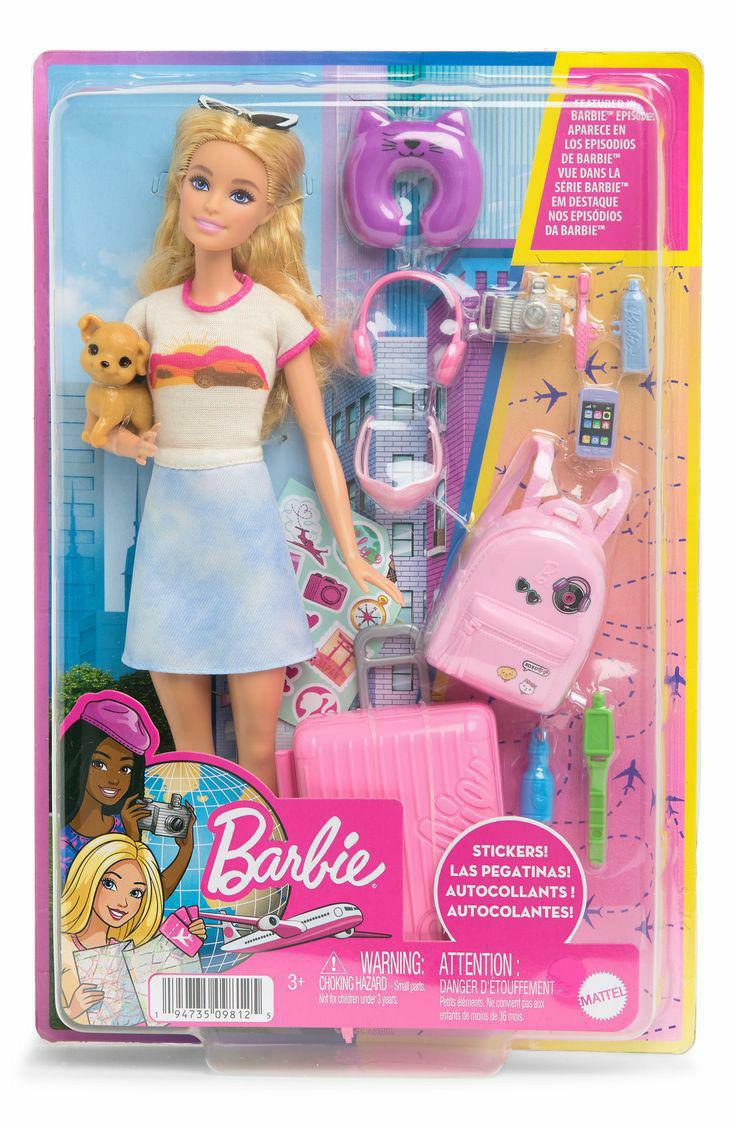 FEATURED IN
BARBIE™ EPISODES
APARECE EN
LOS EPISODIOS
DE BARBIE™
VUE DANS LA
SÉRIE BARBIE™
EM DESTAQUE
NOS EPISÓDIOS
DA BARBIE™
Barbie
B
Barbie®
STICKERS!
LAS PEGATINAS!
AUTOCOLLANTS !
AUTOCOLANTES!
3+
WARNING:
CHOKING HAZARD - Small parts.
Not for children under 3 years.
ATTENTION :
DANGER D'ÉTOUFFEMENT -
Petits éléments. Ne convient pas aux
enfants de moins de 36 mois.
MATTEL
1 94735 09812 5